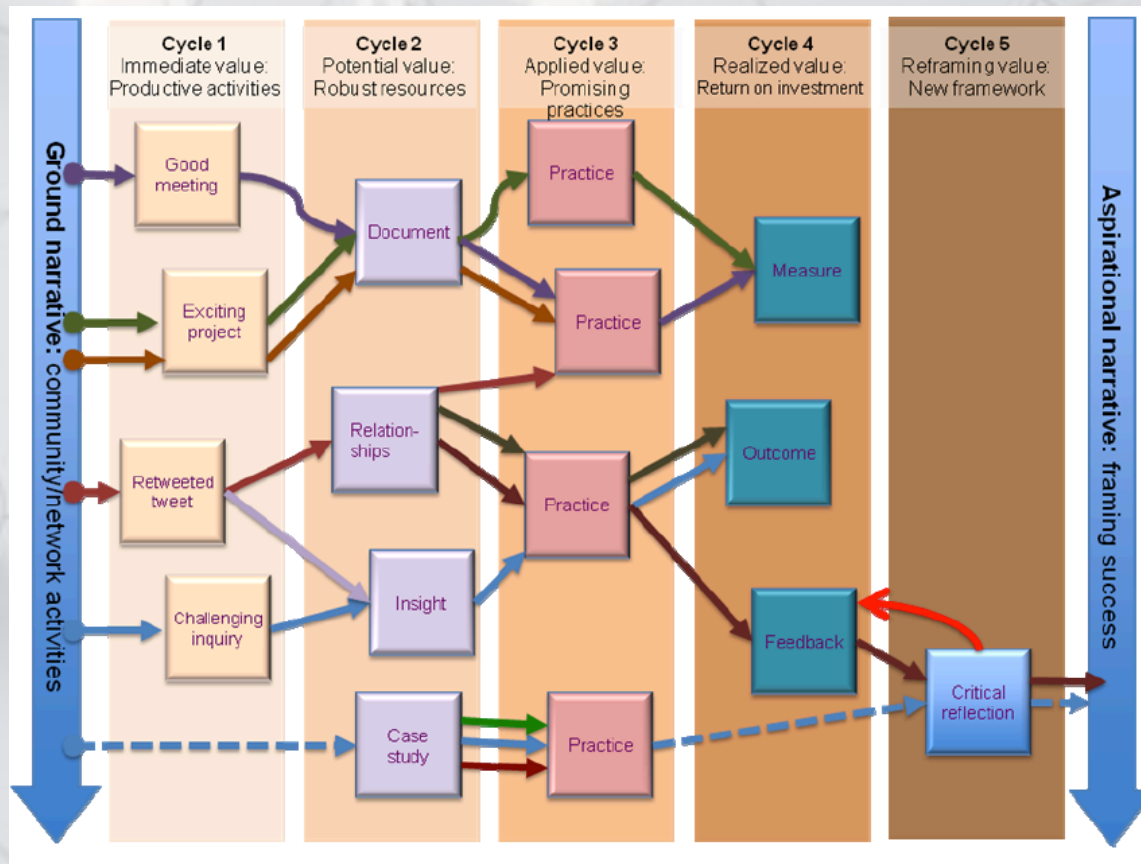 Cycle 1
Immediate value:
Productive activities
Cycle 2
Potential value:
Robust resources
Cycle 3
Applied value:
Promising
practices
Cycle 4
Realized value:
Return on investment
Cycle 5
Reframing value:
New framework
Ground narrative: community/network activities
Good
meeting
Exciting
project
Retweeted
tweet
Challenging
inquiry
Document
Relation-
ships
Insight
Case
study
Practice
Practice
Practice
Practice
Measure
Outcome
Feedback
Critical
reflection
Aspirational narrative: framing success